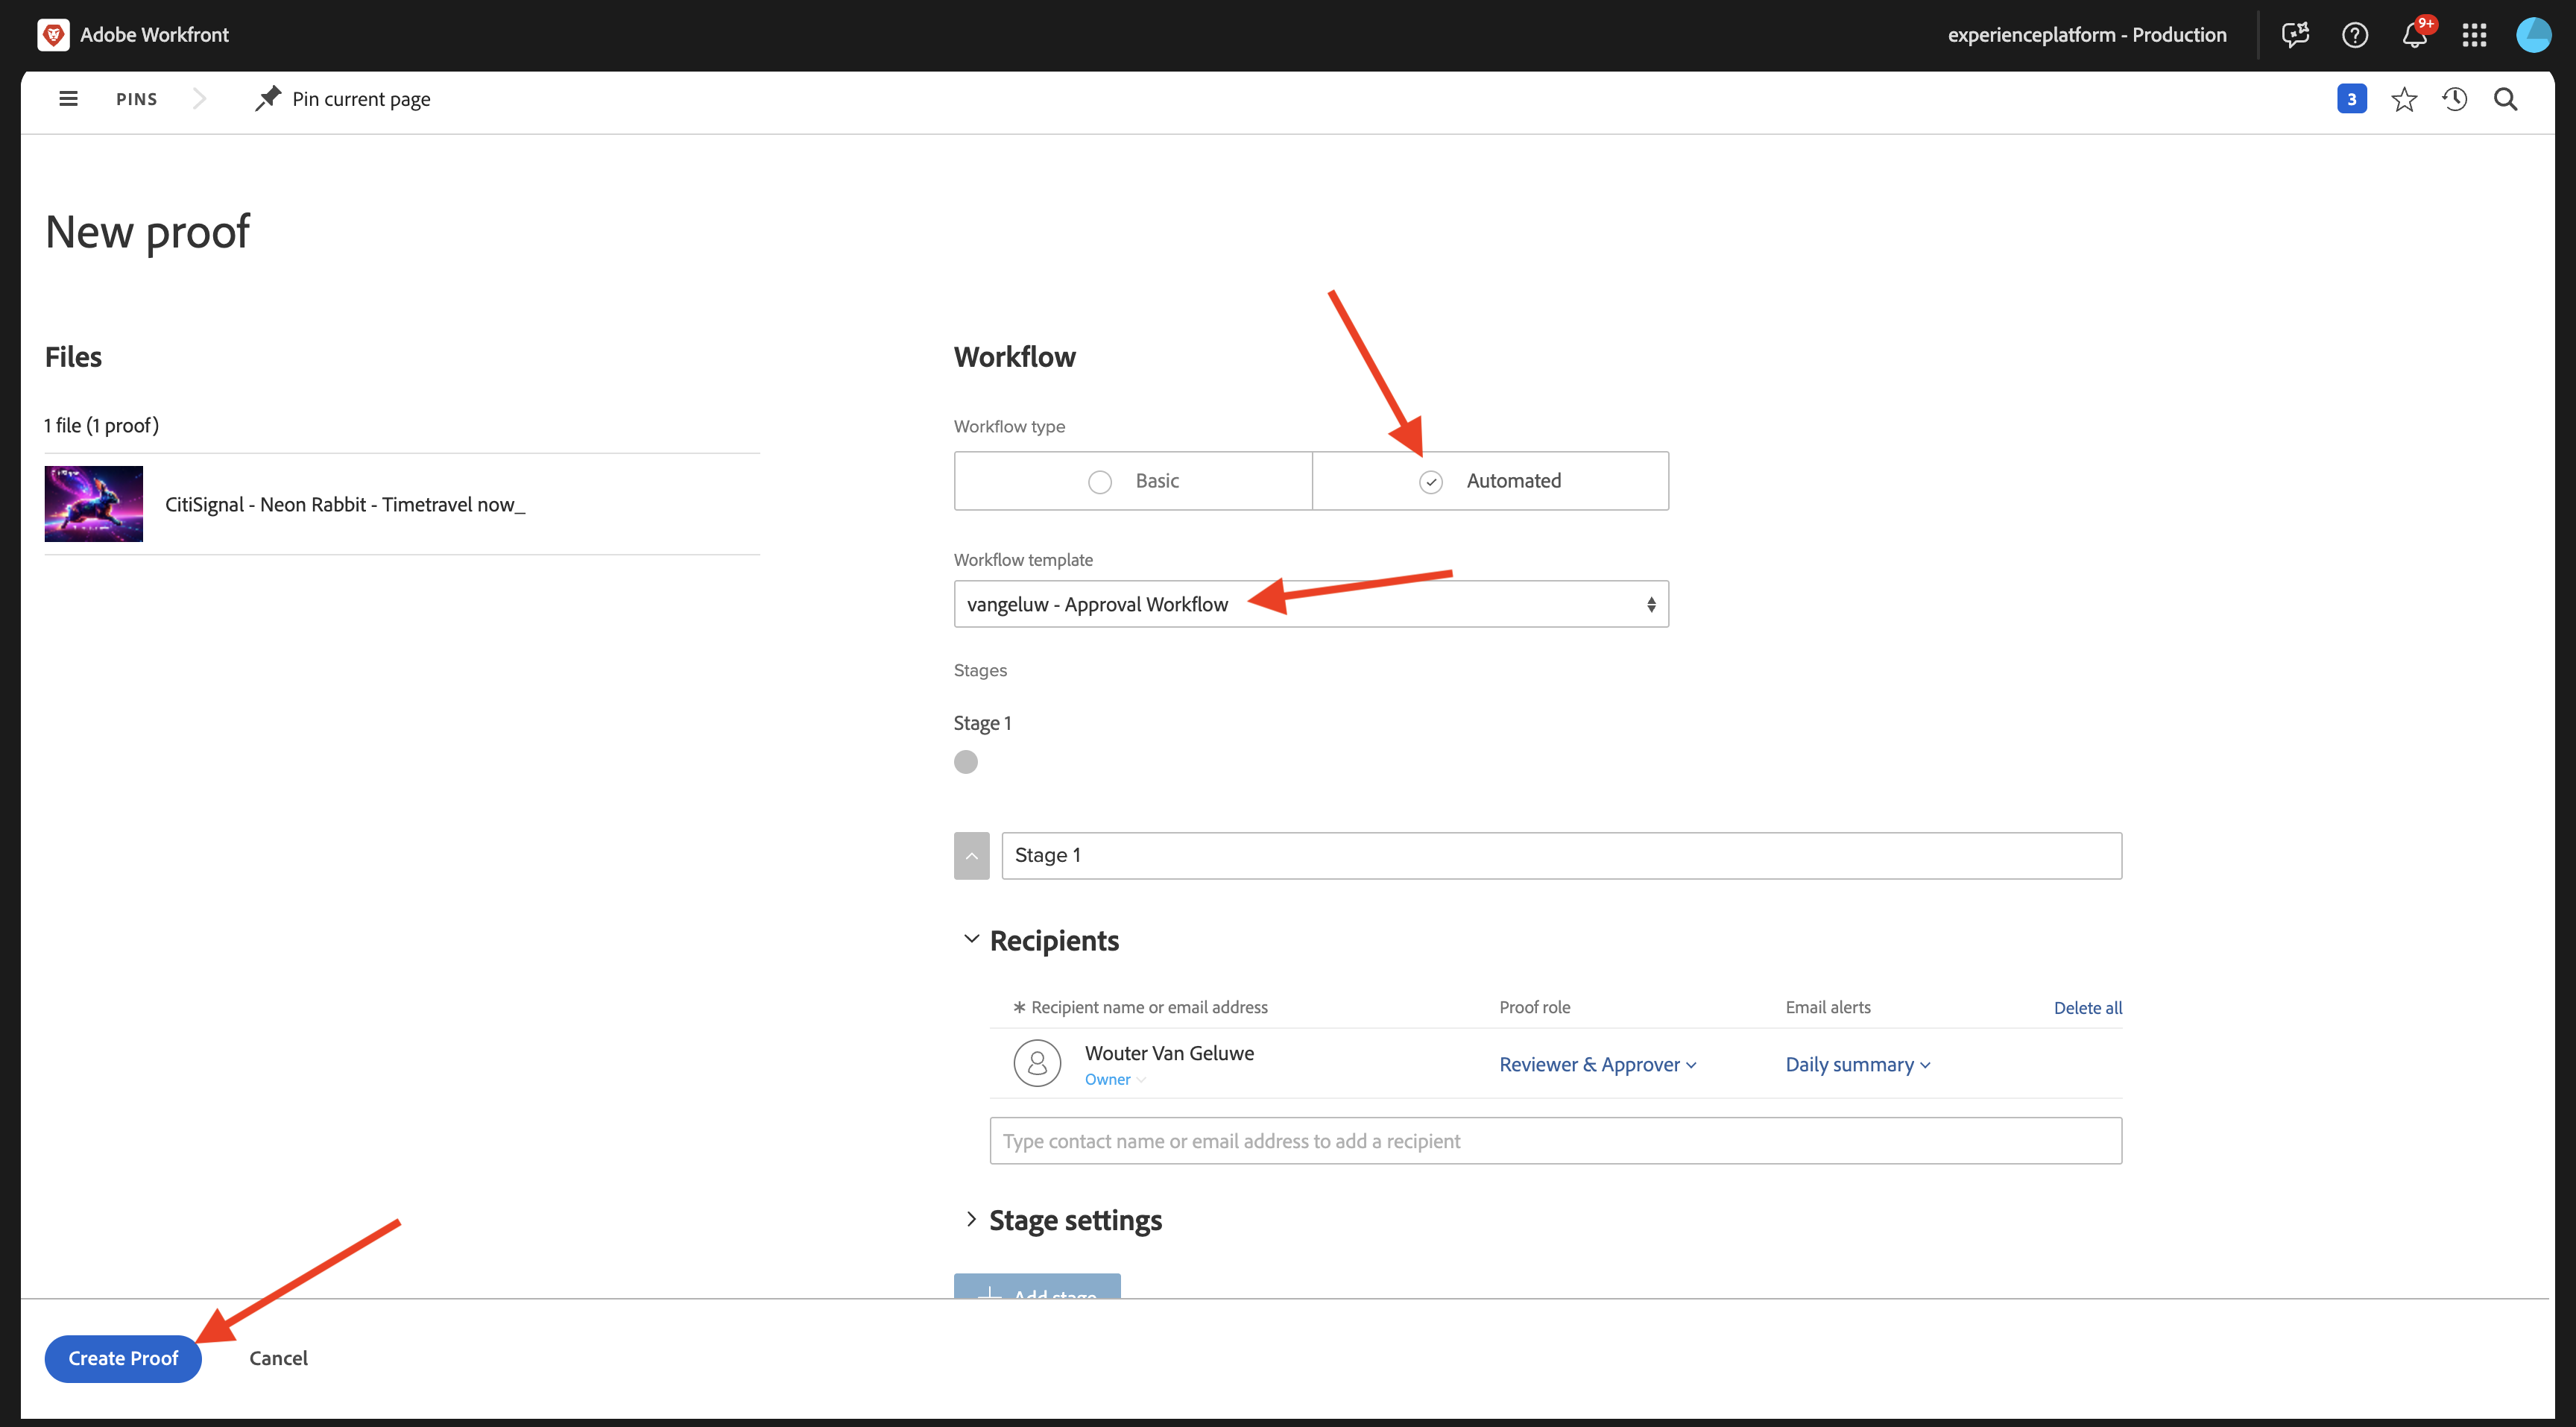 Adobe Workfront
experienceplatform - Production
9+
PINS
Pin current page
3
New proof
Files
1 file (1 proof)
CitiSignal - Neon Rabbit - Timetravel now_
Workflow
Workflow type
Basic
Automated
Workflow template
vangeluw - Approval Workflow
Stages
Stage 1
Stage 1
Recipients
* Recipient name or email address
Proof role
Email alerts
Delete all
Wouter Van Geluwe
Owner
Reviewer & Approver
Daily summary
Type contact name or email address to add a recipient
Stage settings
Add stage
Create Proof
Cancel